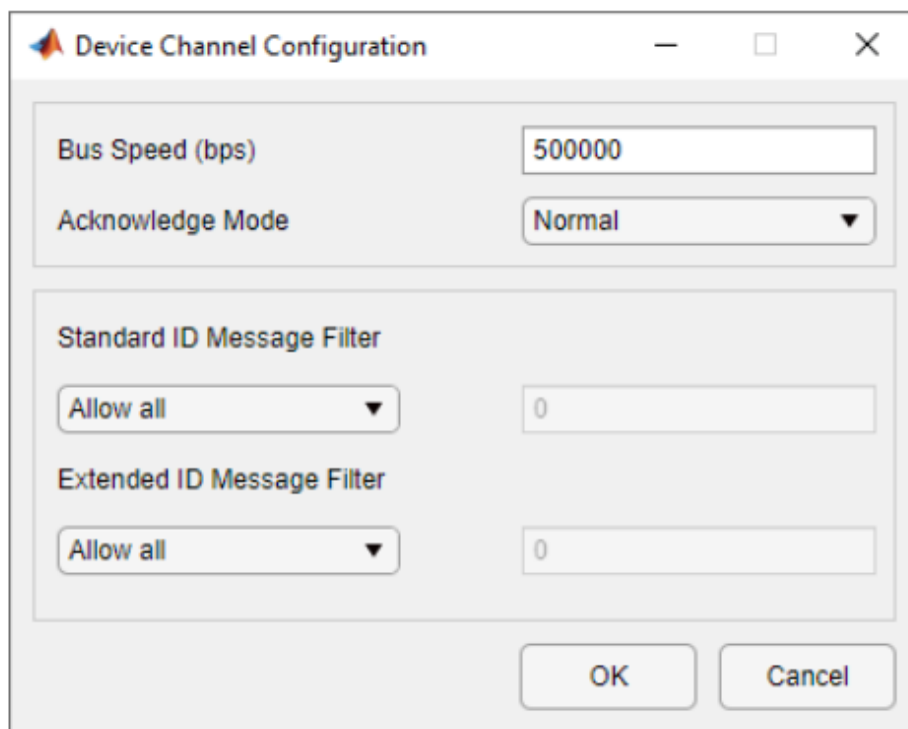 Device Channel Configuration
Bus Speed (bps) 500000
Acknowledge Mode Normal
Standard ID Message Filter
Allow all 0
Extended ID Message Filter
Allow all 0
OK Cancel